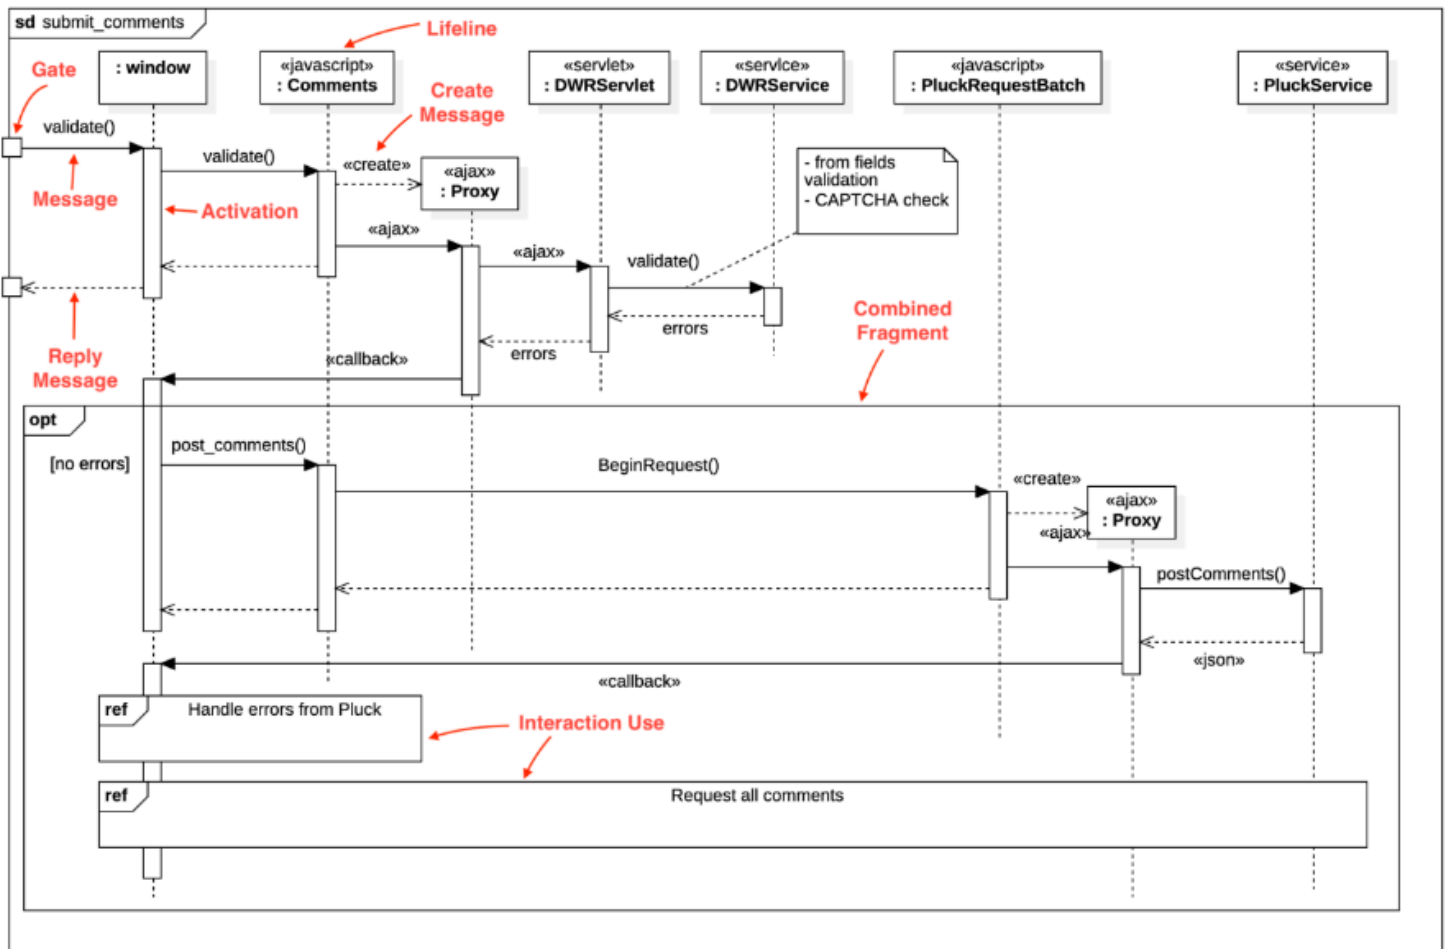 sd submit_comments
Lifeline
Gate
: window
«javascript»
: Comments
Create
Message
«servlet»
: DWRServlet
«servlce»
: DWRService
«javascript»
: PluckRequestBatch
«service»
: PluckService
validate()
validate()
«create»
«ajax»
: Proxy
- from fields
validation
- CAPTCHA check
Message
Activation
«ajax»
«ajax»
validate()
errors
errors
Combined
Fragment
Reply
Message
«callback»
opt
[no errors]
post_comments()
BeginRequest()
«create»
«ajax»
: Proxy
«ajax»
postComments()
«json»
«callback»
ref
Handle errors from Pluck
Interaction Use
ref
Request all comments